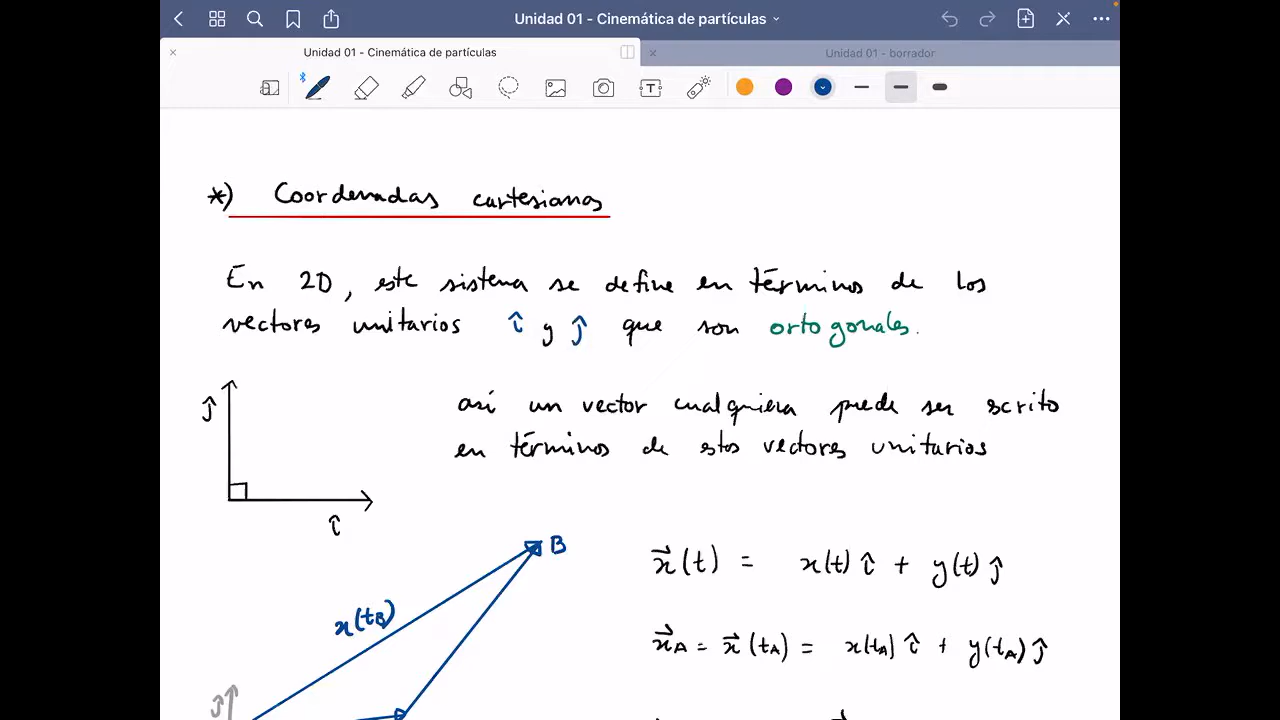 Unidad 01 - Cinemática de partículas
Unidad 01 - Cinemática de partículas
Unidad 01 - borrador
*) Coordenadas cartesianas
En 2D, este sistema se define en términos de los
vectores unitarios î y ĵ que son ortogonales.
ĵ
î
así un vector cualquiera puede ser scrito
en términos de estos vectores unitarios
B
x(tB)
ĵ
x⃗(t) = x(t) î + y(t) ĵ
x⃗A = x⃗(tA) = x(tA) î + y(tA) ĵ